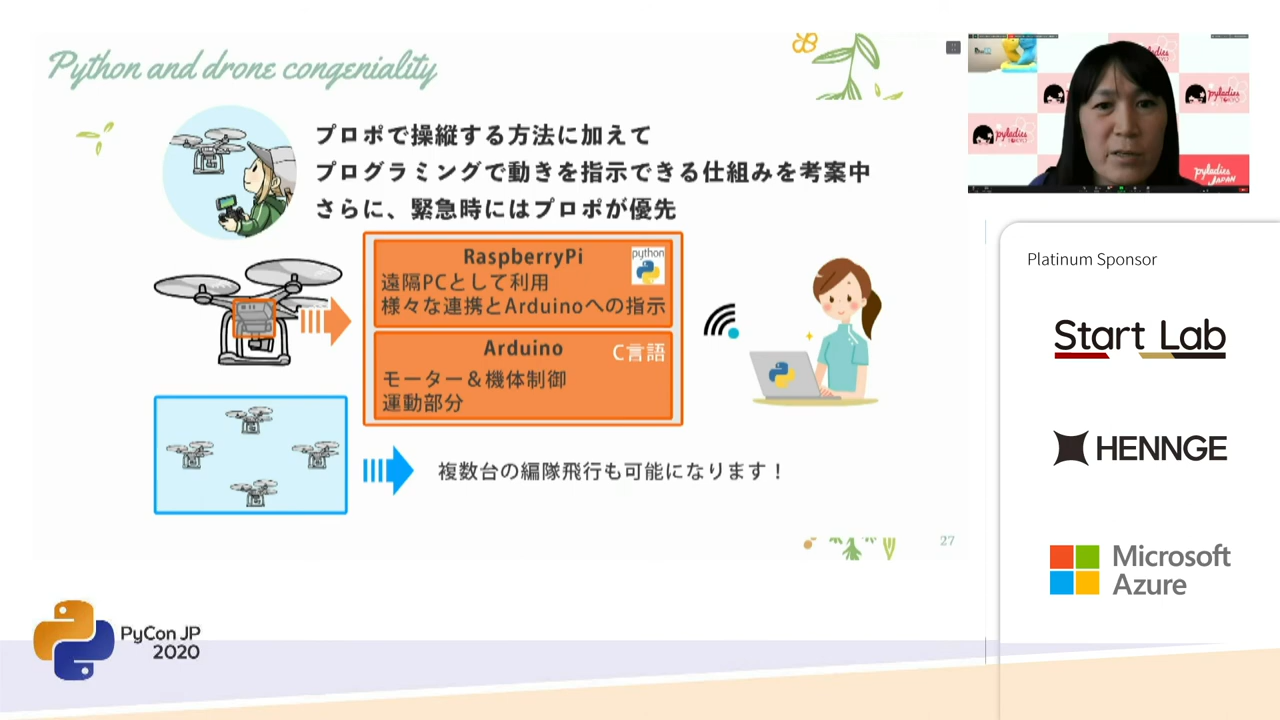 Python and drone congeniality
プロポで操縦する方法に加えて
プログラミングで動きを指示できる仕組みを考案中
さらに、緊急時にはプロポが優先
RaspberryPi
python
遠隔PCとして利用
様々な連携とArduinoへの指示
Arduino
C言語
モーター＆機体制御
運動部分
複数台の編隊飛行も可能になります！
27
pyladies
TOKYO
pyladies
TOKYO
pyladies
JAPAN
Platinum Sponsor
Start Lab
HENNGE
Microsoft
Azure
PyCon JP
2020